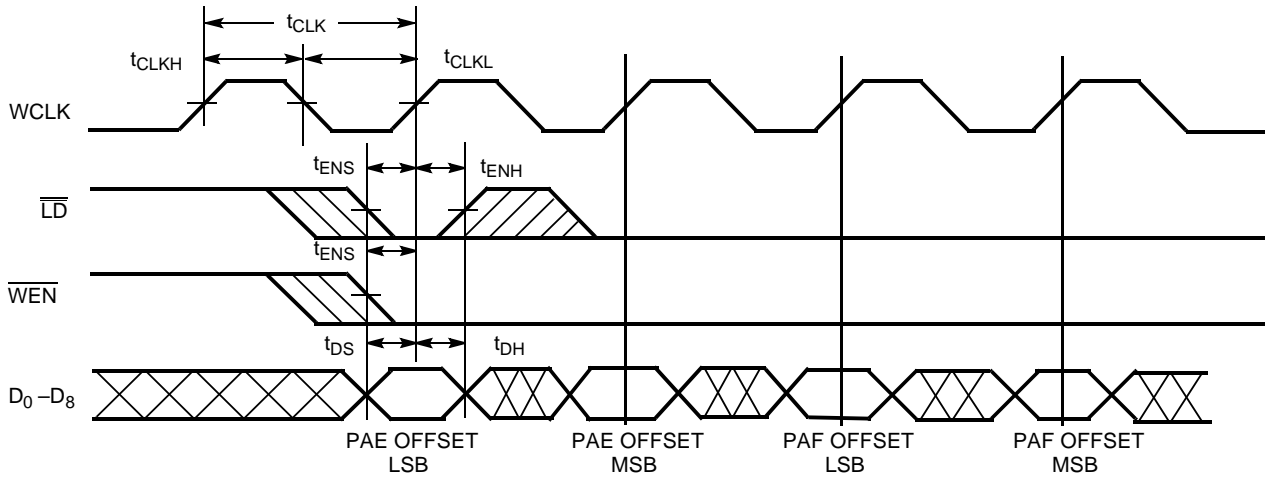 tCLK
tCLKH
tCLKL
WCLK
tENS
tENH
LD
tENS
WEN
tDS
tDH
D0 –D8
PAE OFFSET
LSB
PAE OFFSET
MSB
PAF OFFSET
LSB
PAF OFFSET
MSB